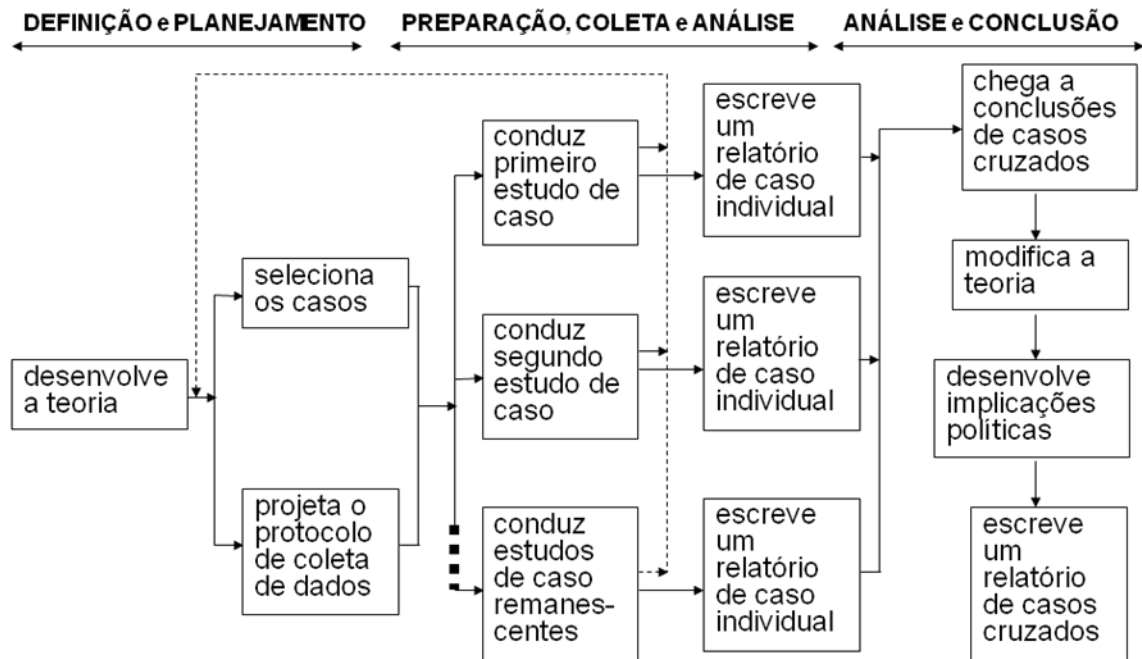 DEFINIÇÃO e PLANEJAMENTO
PREPARAÇÃO, COLETA e ANÁLISE
ANÁLISE e CONCLUSÃO
desenvolve
a teoria
seleciona
os casos
projeta o
protocolo
de coleta
de dados
conduz
primeiro
estudo de
caso
conduz
segundo
estudo de
caso
conduz
estudos
de caso
remanes-
centes
escreve
um
relatório
de caso
individual
escreve
um
relatório
de caso
individual
escreve
um
relatório
de caso
individual
chega a
conclusões
de casos
cruzados
modifica a
teoria
desenvolve
implicações
políticas
escreve
um
relatório
de casos
cruzados